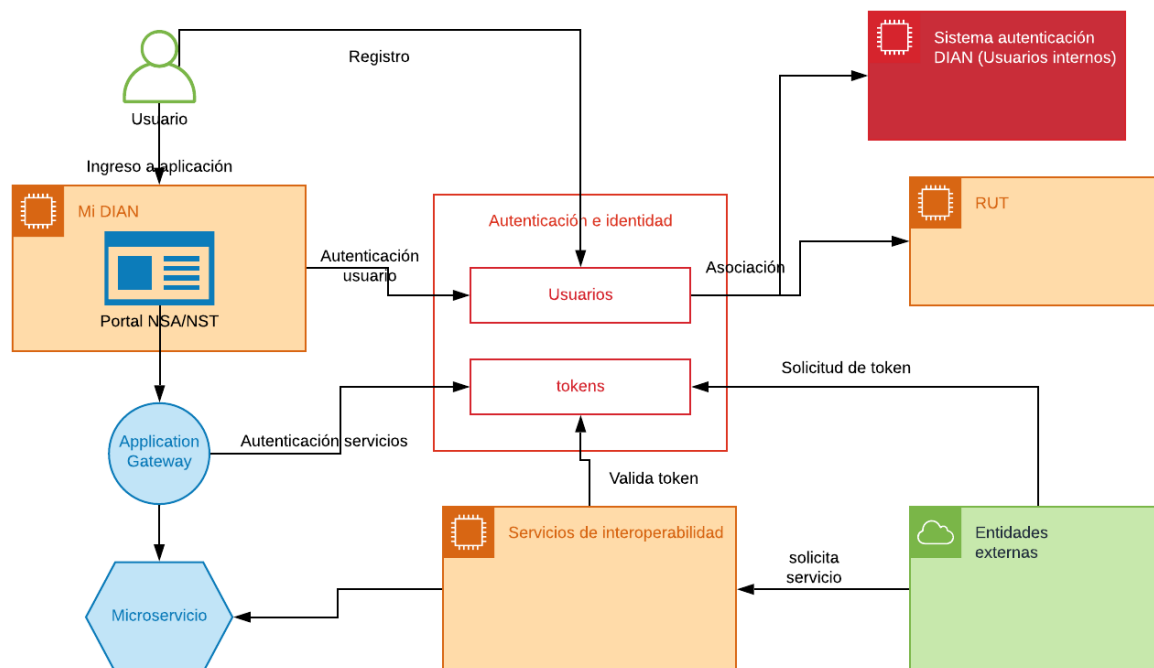 Registro
Sistema autenticación
DIAN (Usuarios internos)
Usuario
Ingreso a aplicación
Mi DIAN
Portal NSA/NST
Autenticación
usuario
Autenticación e identidad
Usuarios
Asociación
RUT
tokens
Solicitud de token
Application
Gateway
Autenticación servicios
Valida token
Servicios de interoperabilidad
Entidades
externas
solicita
servicio
Microservicio